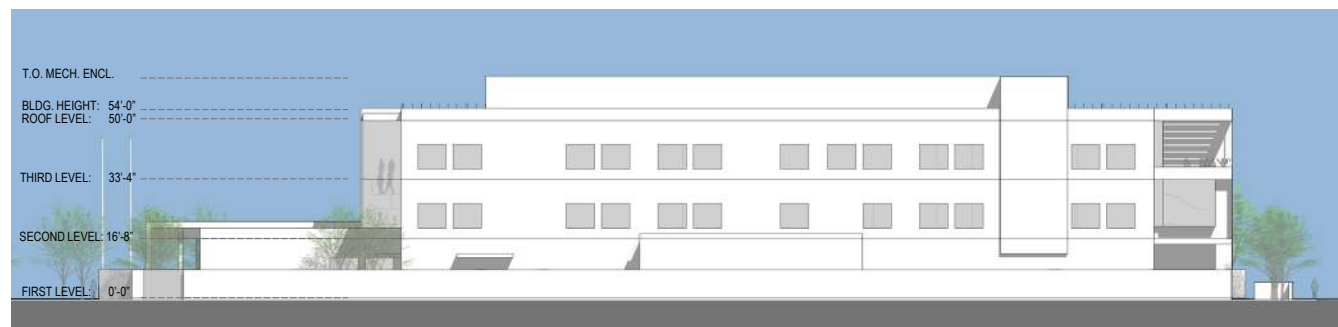 T.O. MECH. ENCL.
BLDG. HEIGHT: 54'-0"
ROOF LEVEL: 50'-0"
THIRD LEVEL: 33'-4"
SECOND LEVEL: 16'-8"
FIRST LEVEL: 0'-0"